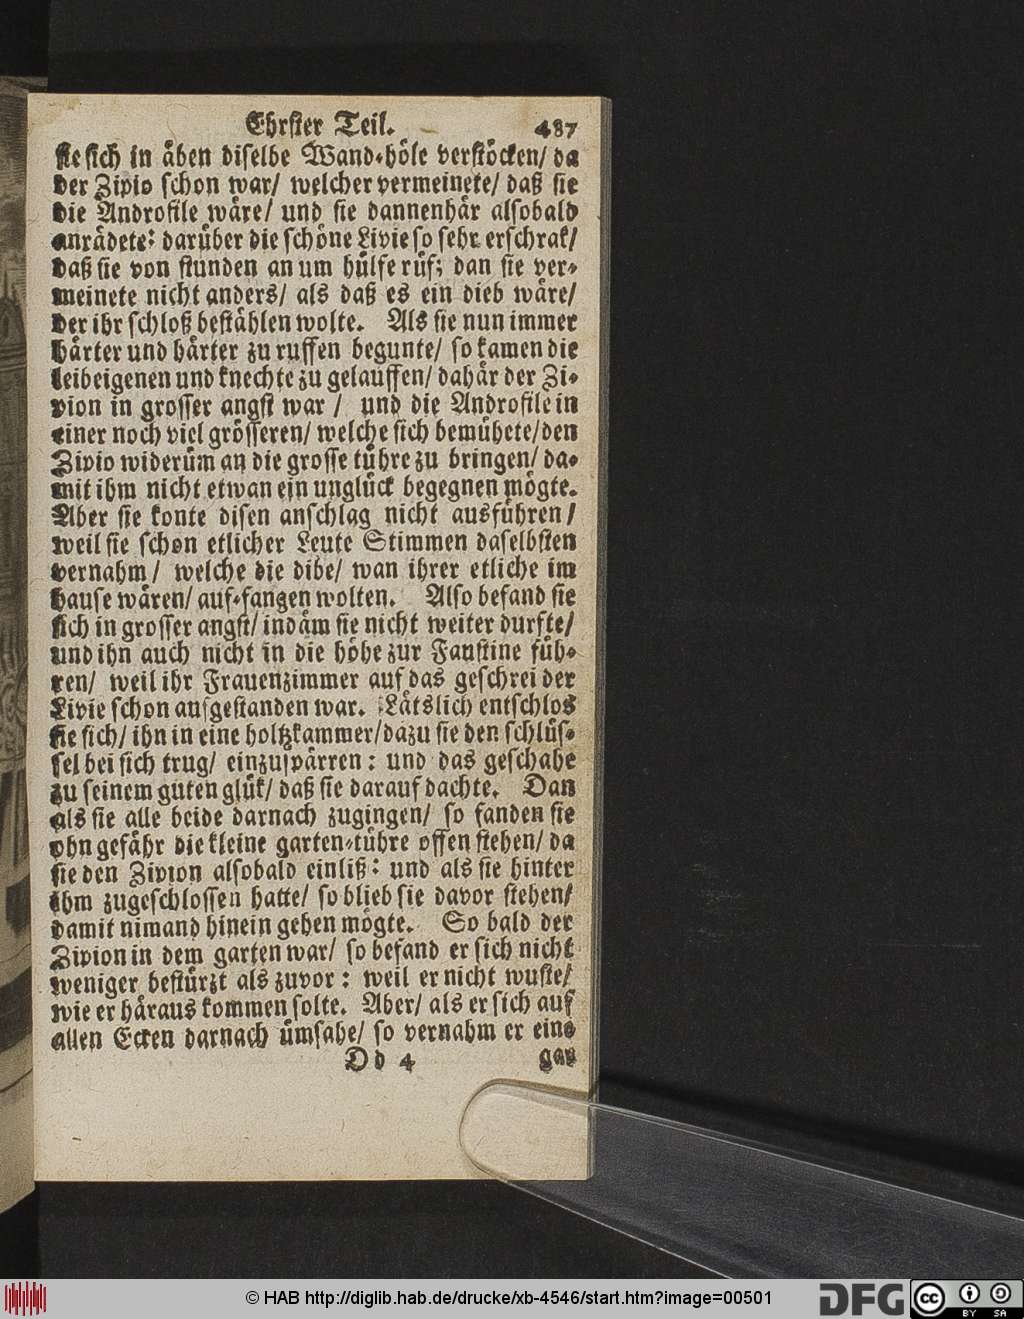 Ehrster Teil. 487
sie sich in äben diselbe Wand-höle verstöcken/ da
der Zipio schon war/ welcher vermeinete/ daß sie
die Androfile wäre/ und sie dannenhär alsobald
anrädete: darüber die schöne Livie so sehr erschrak/
daß sie von stunden an um hülfe rüf; dan sie ver-
meinete nicht anders/ als daß es ein dieb wäre/
der ihr schloß bestählen wolte. Als sie nun immer
härter und härter zu ruffen begunte/ so kamen die
leibeigenen und knechte zu gelauffen/ dahär der Zi-
pion in grosser angst war / und die Androfile in
einer noch viel grösseren/ welche sich bemühete/ den
Zipio widerüm an die grosse tühre zu bringen/ da-
mit ihm nicht etwan ein unglück begegnen mögte.
Aber sie konte disen anschlag nicht ausführen/
weil sie schon etlicher Leute Stimmen daselbsten
vernahm/ welche die dibe/ wan ihrer etliche im
hause wären/ auf-fangen wolten. Also befand sie
sich in grosser angst/ indäm sie nicht weiter durfte/
und ihn auch nicht in die höhe zur Faustine füh-
ren/ weil ihr Frauenzimmer auf das geschrei der
Livie schon aufgestanden war. Lätslich entschlos
sie sich/ ihn in eine holtzkammer/ dazu sie den schlüs-
sel bei sich trug/ einzuspärren: und das geschahe
zu seinem guten glük/ daß sie darauf dachte. Dan
als sie alle beide darnach zugingen/ so fanden sie
ohn gefähr die kleine garten-tühre offen stehen/ da
sie den Zipion alsobald einliß: und als sie hinter
ihm zugeschlossen hatte/ so blieb sie davor stehen/
damit nimand hinein gehen mögte. So bald der
Zipion in dem garten war/ so befand er sich nicht
weniger bestürzt als zuvor: weil er nicht wuste/
wie er häraus kommen solte. Aber/ als er sich auf
allen Ecken darnach ümsahe/ so vernahm er eine
Dd 4 gar
© HAB http://diglib.hab.de/drucke/xb-4546/start.htm?image=00501
DFG
cc BY SA